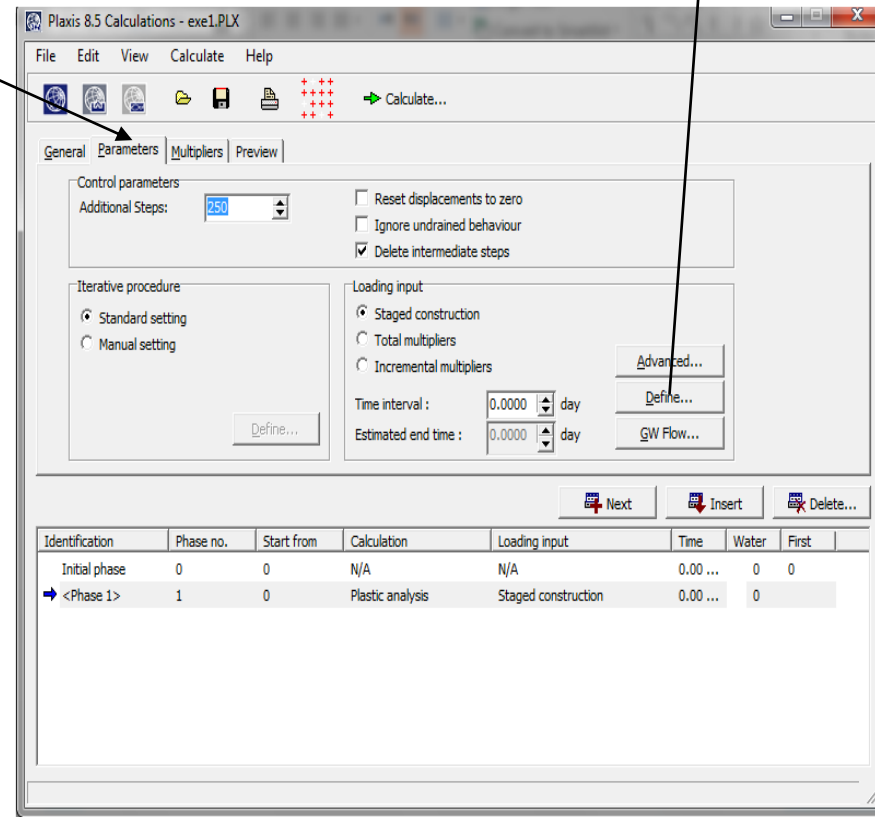 Plaxis 8.5 Calculations - exe1.PLX
File Edit View Calculate Help
Calculate...
General Parameters Multipliers Preview
Control parameters
Additional Steps: 250
Reset displacements to zero
Ignore undrained behaviour
Delete intermediate steps
Iterative procedure
Standard setting
Manual setting
Define...
Loading input
Staged construction
Total multipliers
Incremental multipliers
Advanced...
Time interval : 0.0000 day Define...
Estimated end time : 0.0000 day GW Flow...
Next Insert Delete...
Identification Phase no. Start from Calculation Loading input Time Water First
Initial phase 0 0 N/A N/A 0.00 ... 0 0
<Phase 1> 1 0 Plastic analysis Staged construction 0.00 ... 0